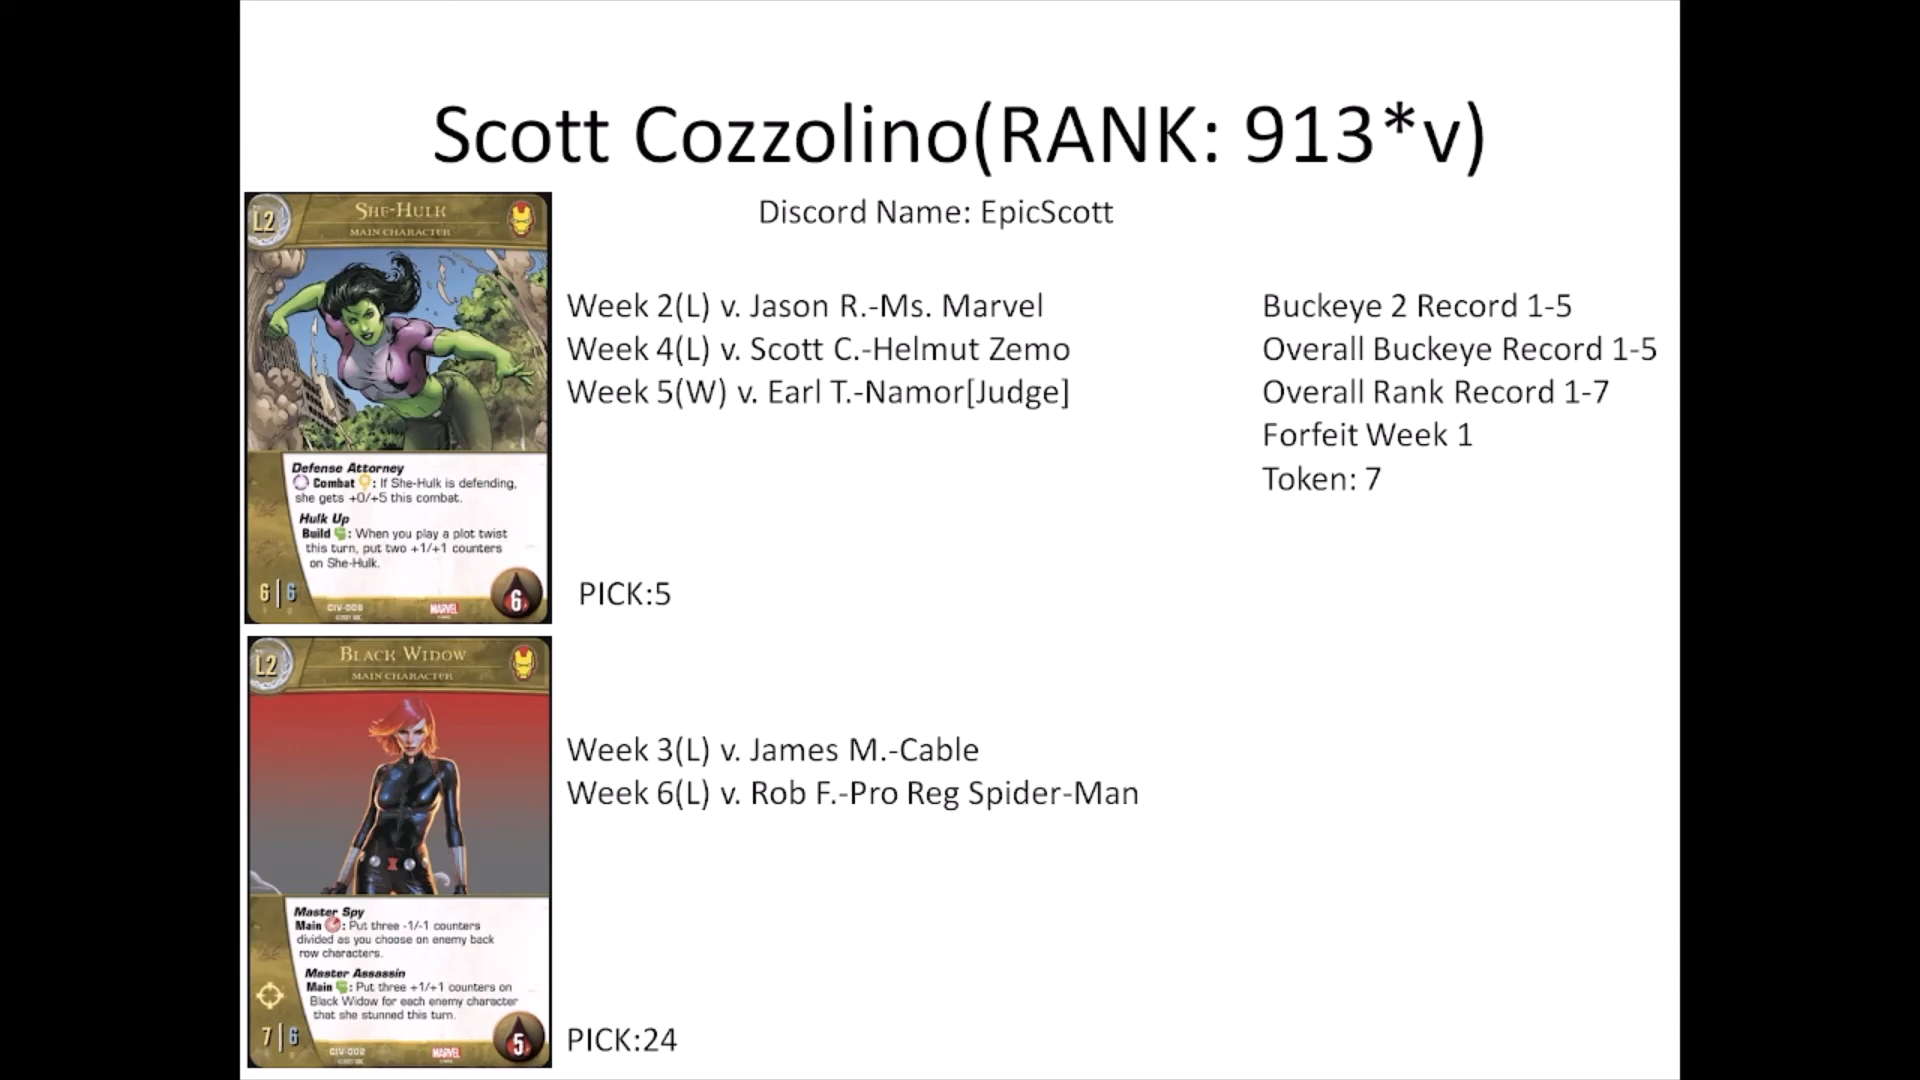 Scott Cozzolino(RANK: 913*v)
Discord Name: EpicScott
L2
SHE-HULK
MAIN CHARACTER
Defense Attorney
Combat : If She-Hulk is defending,
she gets +0/+5 this combat.
Hulk Up
Build : When you play a plot twist
this turn, put two +1/+1 counters
on She-Hulk.
6 | 6
MARVEL
6
Week 2(L) v. Jason R.-Ms. Marvel
Week 4(L) v. Scott C.-Helmut Zemo
Week 5(W) v. Earl T.-Namor[Judge]
PICK:5
Buckeye 2 Record 1-5
Overall Buckeye Record 1-5
Overall Rank Record 1-7
Forfeit Week 1
Token: 7
L2
BLACK WIDOW
MAIN CHARACTER
Master Spy
Main : Put three -1/-1 counters
divided as you choose on enemy back
row characters.
Master Assassin
Main : Put three +1/+1 counters on
Black Widow for each enemy character
that she stunned this turn.
7 | 6
CIV-002
MARVEL
5
Week 3(L) v. James M.-Cable
Week 6(L) v. Rob F.-Pro Reg Spider-Man
PICK:24